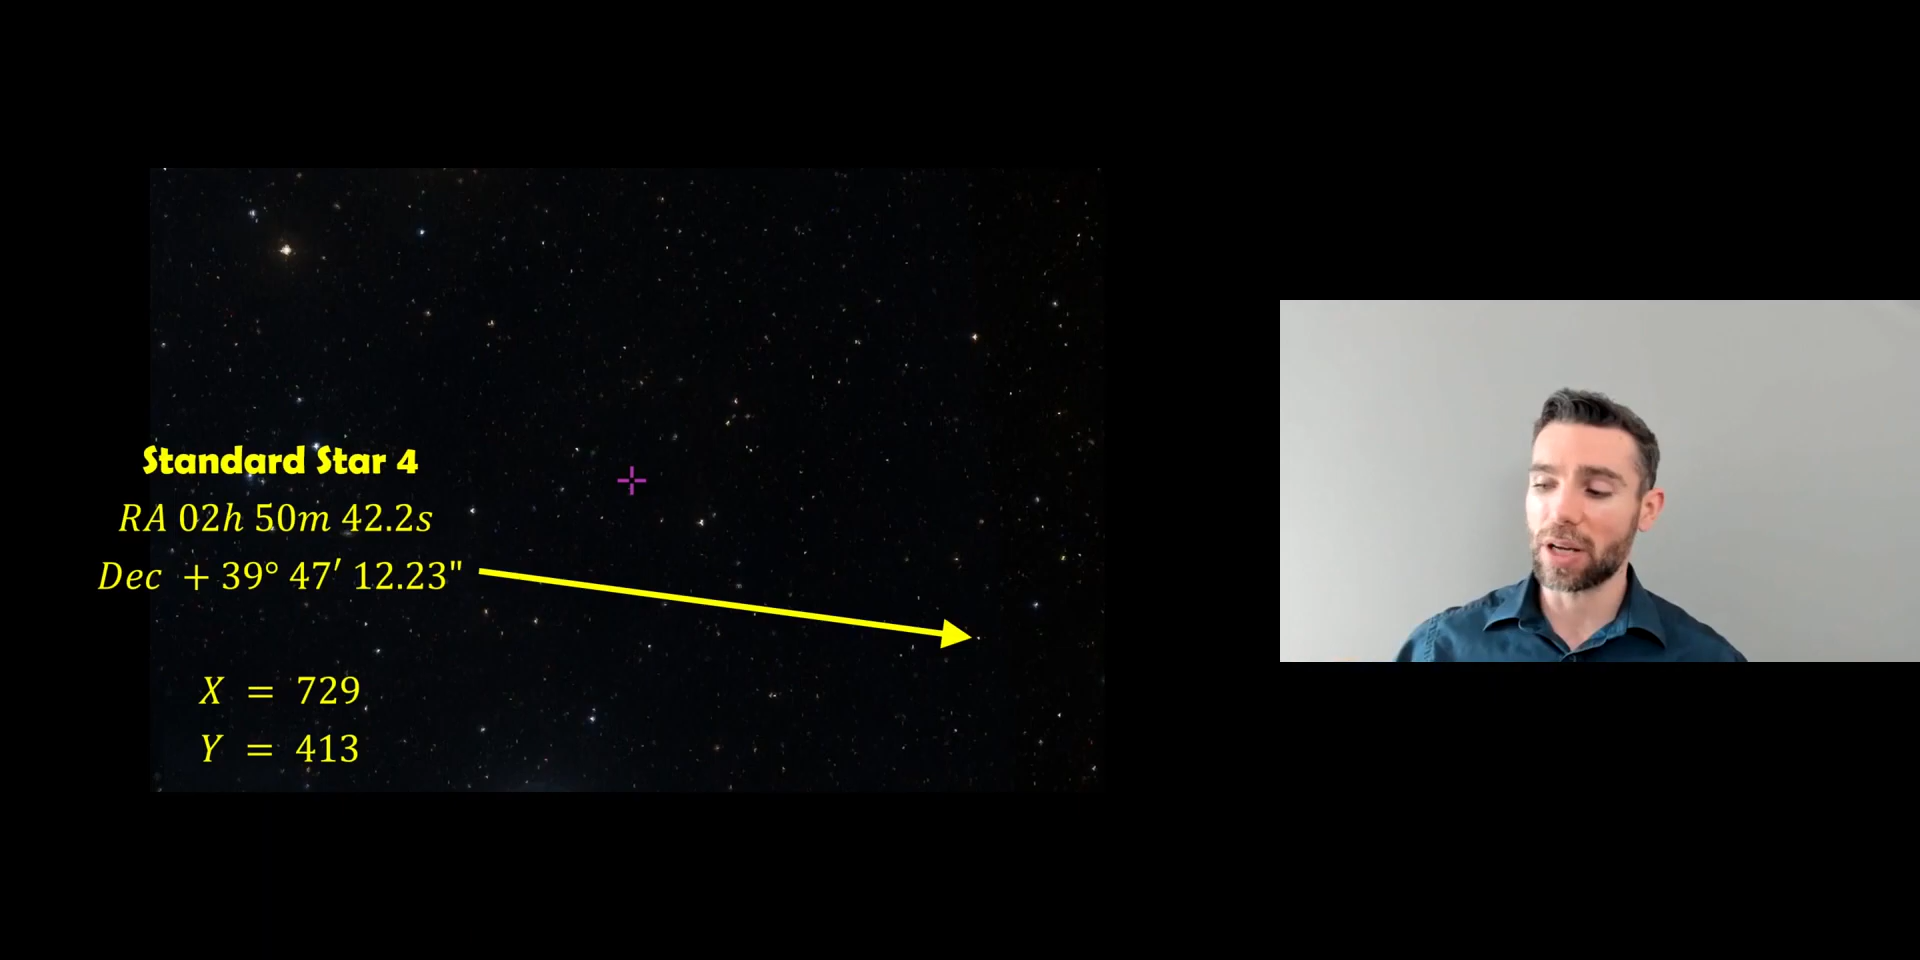 Standard Star 4
RA 02h 50m 42.2s
Dec + 39° 47′ 12.23"
X = 729
Y = 413